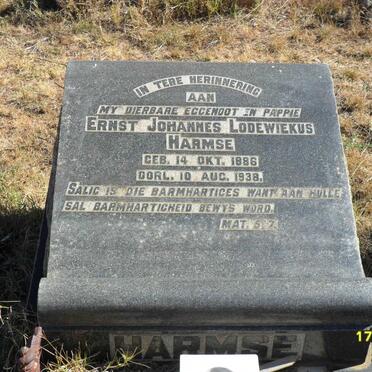 IN TERE HERINNERING
AAN
MY DIERBARE EGGENOOT EN PAPPIE
ERNST JOHANNES LODEWIEKUS
HARMSE
GEB. 14. OKT. 1886
OORL. 10 AUG. 1938.
SALIG IS DIE BARMHARTIGES WANT AAN HULLE
SAL BARMHARTIGHEID BEWYS WORD.
MAT. 5:7.
HARMSE
17